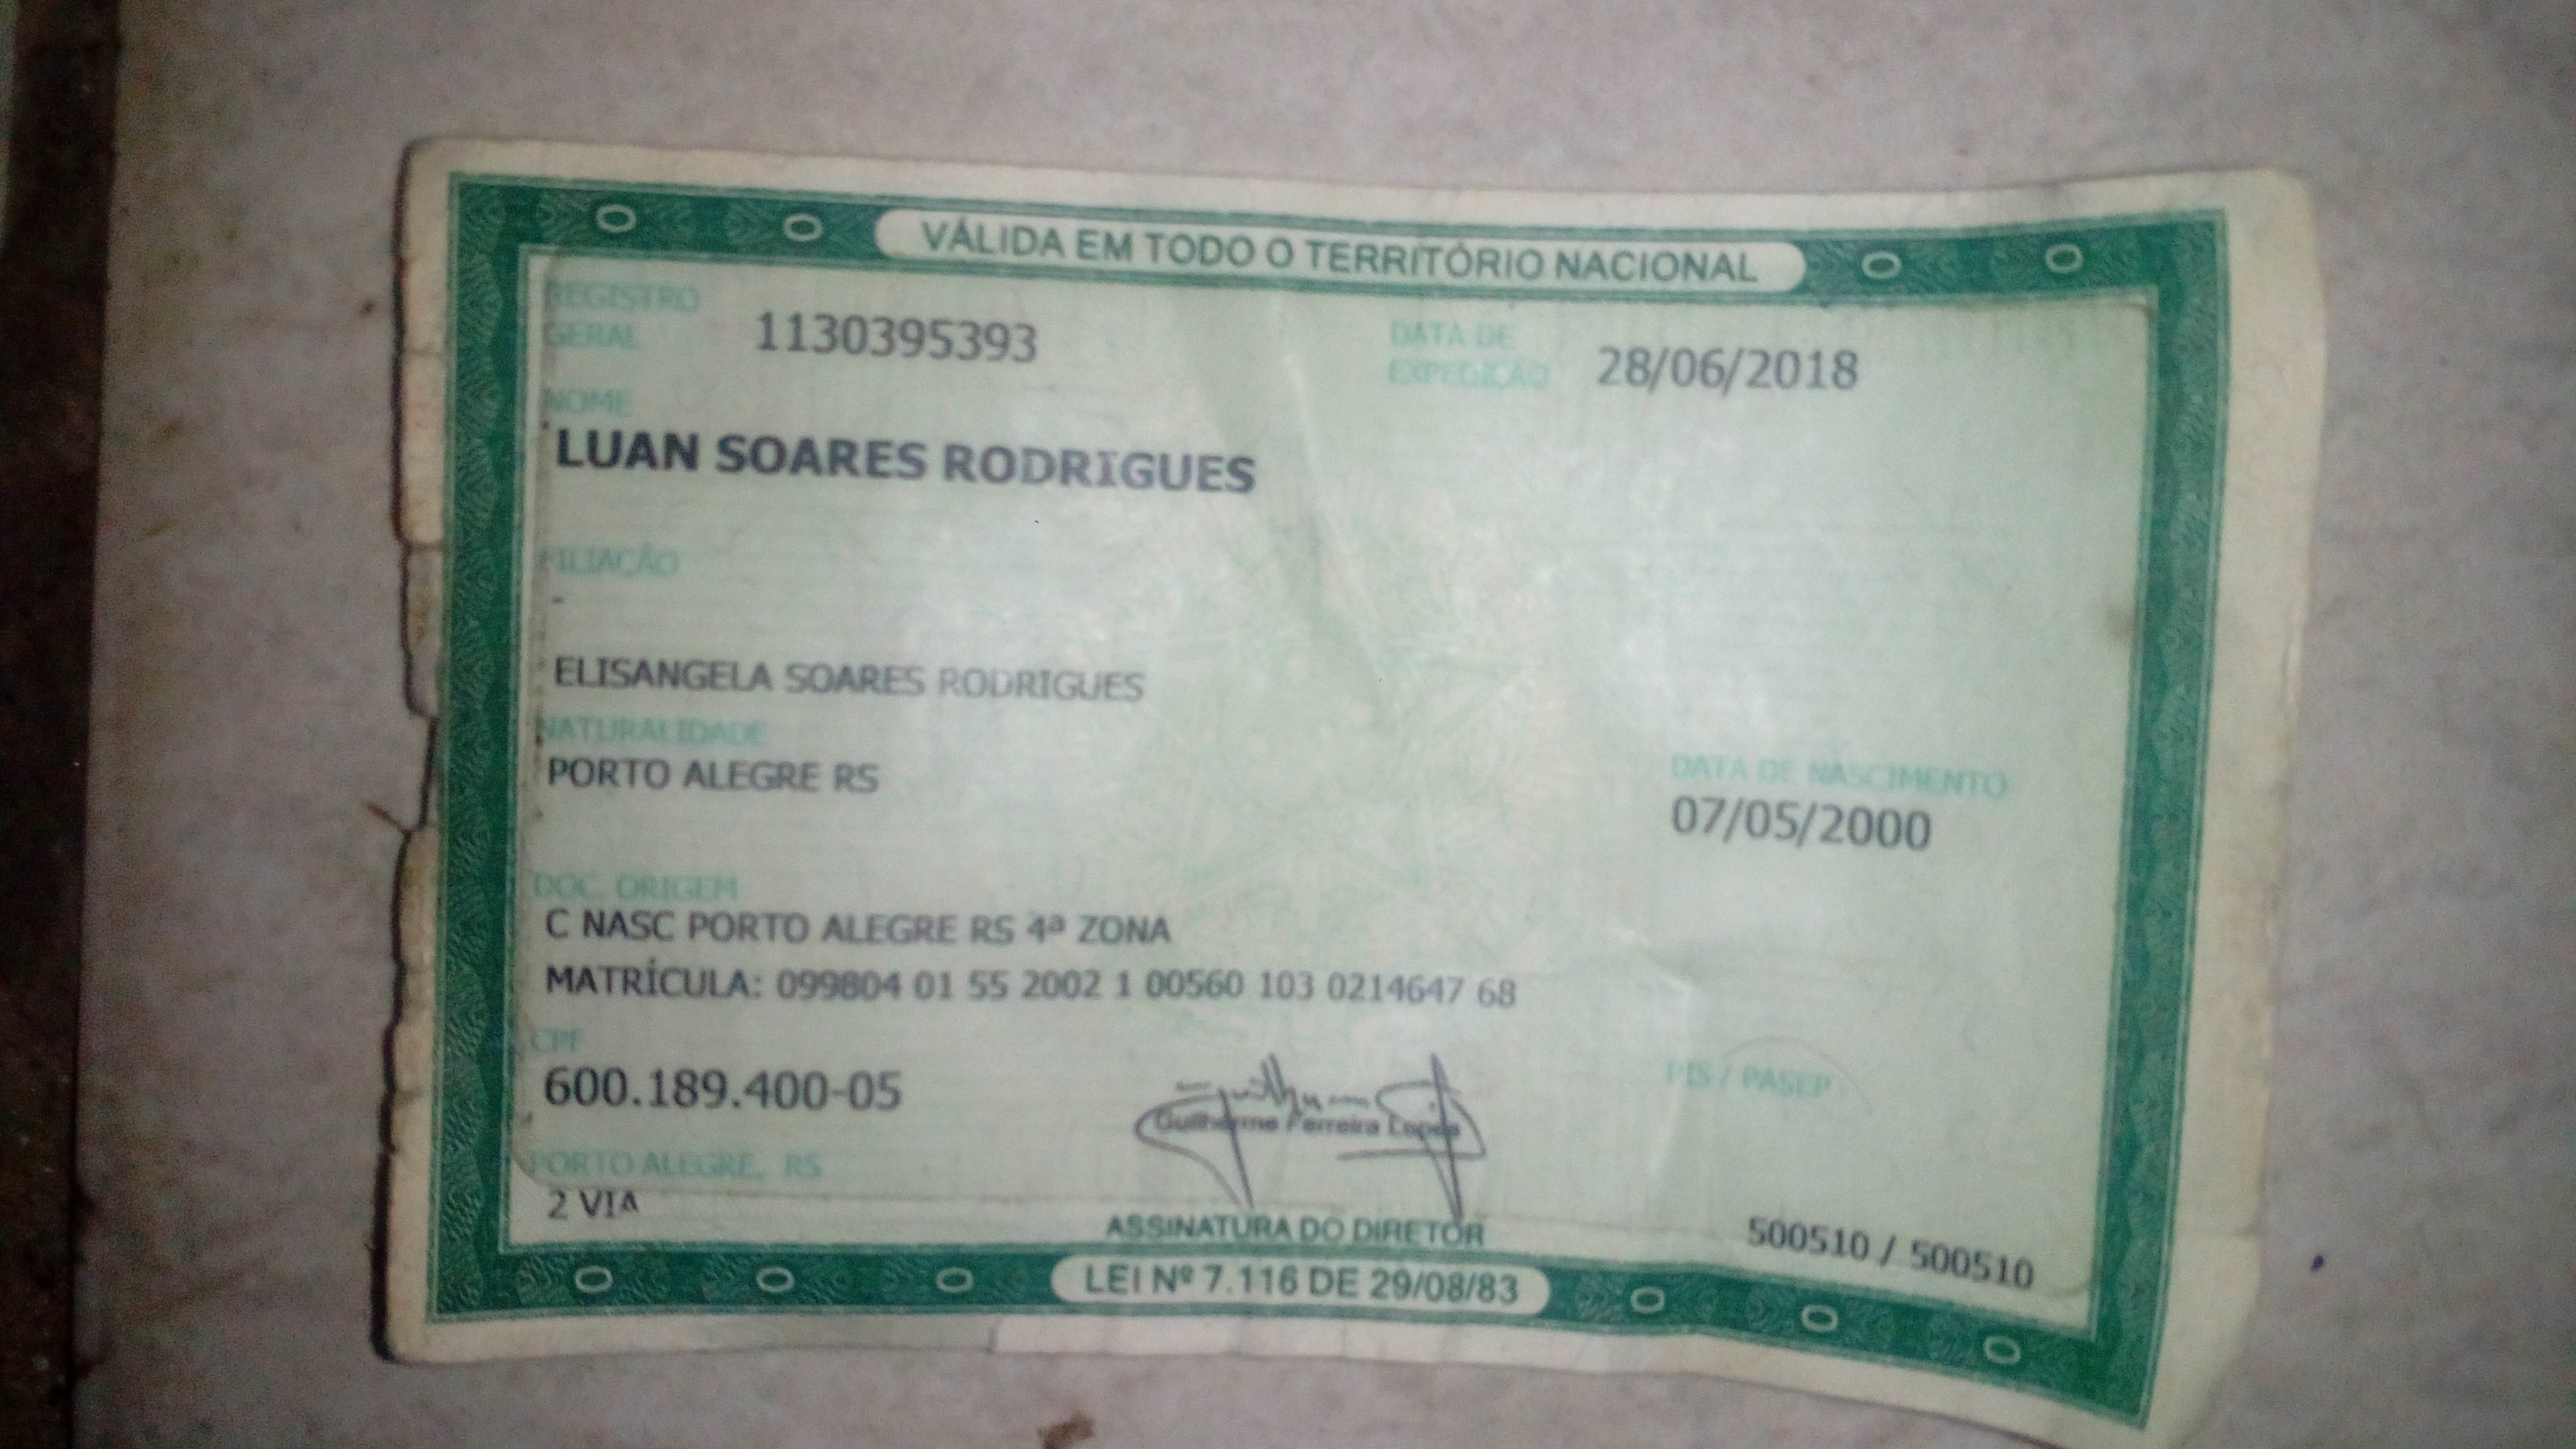 VÁLIDA EM TODO O TERRITÓRIO NACIONAL
REGISTRO
GERAL 1130395393 DATA DE
EXPEDIÇÃO 28/06/2018
NOME
LUAN SOARES RODRIGUES
FILIAÇÃO
-
ELISANGELA SOARES RODRIGUES
NATURALIDADE
PORTO ALEGRE RS
DATA DE NASCIMENTO
07/05/2000
DOC. ORIGEM
C NASC PORTO ALEGRE RS 4ª ZONA
MATRÍCULA: 099804 01 55 2002 1 00560 103 0214647 68
CPF
600.189.400-05
PIS / PASEP
Guilherme Ferreira Lopes
PORTO ALEGRE, RS
2 VIA
ASSINATURA DO DIRETOR
500510 / 500510
LEI Nº 7.116 DE 29/08/83